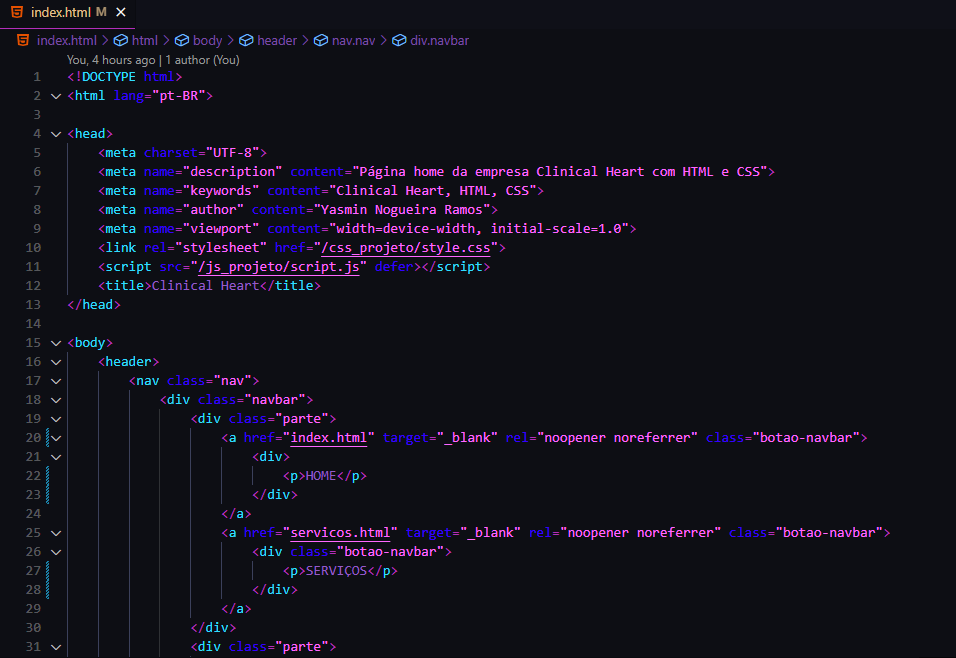 index.html M
index.html > html > body > header > nav.nav > div.navbar
You, 4 hours ago | 1 author (You)
1 <!DOCTYPE html>
2 <html lang="pt-BR">
3
4 <head>
5 <meta charset="UTF-8">
6 <meta name="description" content="Página home da empresa Clinical Heart com HTML e CSS">
7 <meta name="keywords" content="Clinical Heart, HTML, CSS">
8 <meta name="author" content="Yasmin Nogueira Ramos">
9 <meta name="viewport" content="width=device-width, initial-scale=1.0">
10 <link rel="stylesheet" href="/css_projeto/style.css">
11 <script src="/js_projeto/script.js" defer></script>
12 <title>Clinical Heart</title>
13 </head>
14
15 <body>
16 <header>
17 <nav class="nav">
18 <div class="navbar">
19 <div class="parte">
20 <a href="index.html" target="_blank" rel="noopener noreferrer" class="botao-navbar">
21 <div>
22 <p>HOME</p>
23 </div>
24 </a>
25 <a href="servicos.html" target="_blank" rel="noopener noreferrer" class="botao-navbar">
26 <div class="botao-navbar">
27 <p>SERVIÇOS</p>
28 </div>
29 </a>
30 </div>
31 <div class="parte">